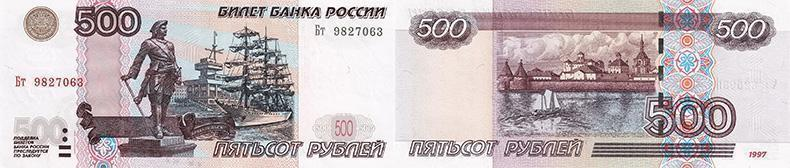 500
БИЛЕТ БАНКА РОССИИ
Бт 9827063
Бт 9827063
500
ПОДДЕЛКА
БИЛЕТОВ
БАНКА РОССИИ
ПРЕСЛЕДУЕТСЯ
ПО ЗАКОНУ
500
ПЯТЬСОТ РУБЛЕЙ
500
500
500
ПЯТЬСОТ РУБЛЕЙ
1997